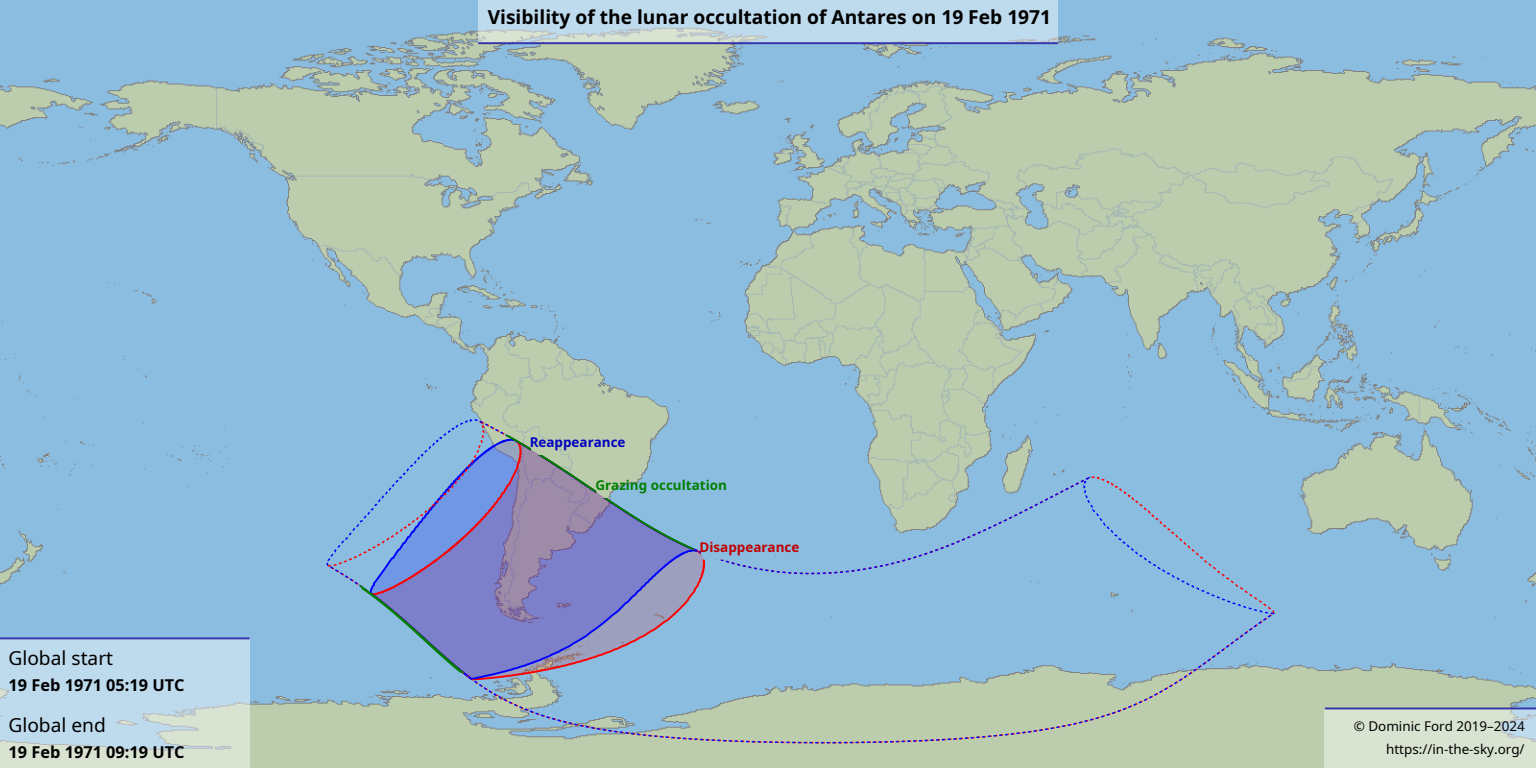 Visibility of the lunar occultation of Antares on 19 Feb 1971
Reappearance
Grazing occultation
Disappearance
Global start
19 Feb 1971 05:19 UTC
Global end
19 Feb 1971 09:19 UTC
© Dominic Ford 2019–2024
https://in-the-sky.org/